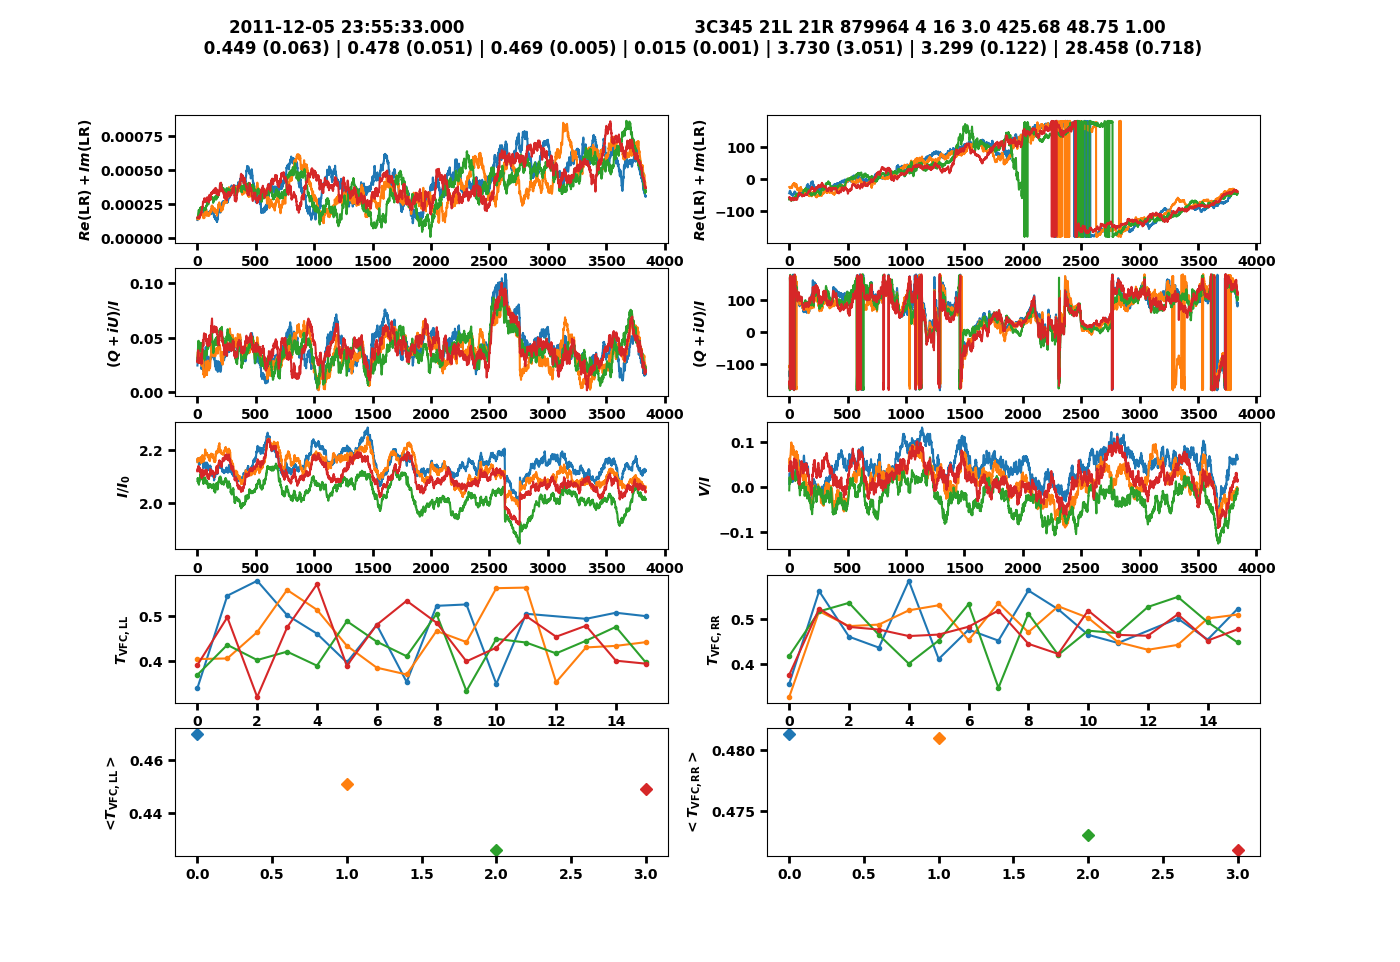 2011-12-05 23:55:33.000 3C345 21L 21R 879964 4 16 3.0 425.68 48.75 1.00
0.449 (0.063) | 0.478 (0.051) | 0.469 (0.005) | 0.015 (0.001) | 3.730 (3.051) | 3.299 (0.122) | 28.458 (0.718)
Re(LR) + Im(LR)
0.00075
0.00050
0.00025
0.00000
0 500 1000 1500 2000 2500 3000 3500 4000
Re(LR) + Im(LR)
100
0
−100
0 500 1000 1500 2000 2500 3000 3500 4000
(Q + iU)/I
0.10
0.05
0.00
0 500 1000 1500 2000 2500 3000 3500 4000
(Q + iU)/I
100
0
−100
0 500 1000 1500 2000 2500 3000 3500 4000
I/I0
2.2
2.0
0 500 1000 1500 2000 2500 3000 3500 4000
V/I
0.1
0.0
−0.1
0 500 1000 1500 2000 2500 3000 3500 4000
TVFC,LL
0.5
0.4
0 2 4 6 8 10 12 14
TVFC,RR
0.5
0.4
0 2 4 6 8 10 12 14
<TVFC,LL >
0.46
0.44
0.0 0.5 1.0 1.5 2.0 2.5 3.0
< TVFC,RR >
0.480
0.475
0.0 0.5 1.0 1.5 2.0 2.5 3.0